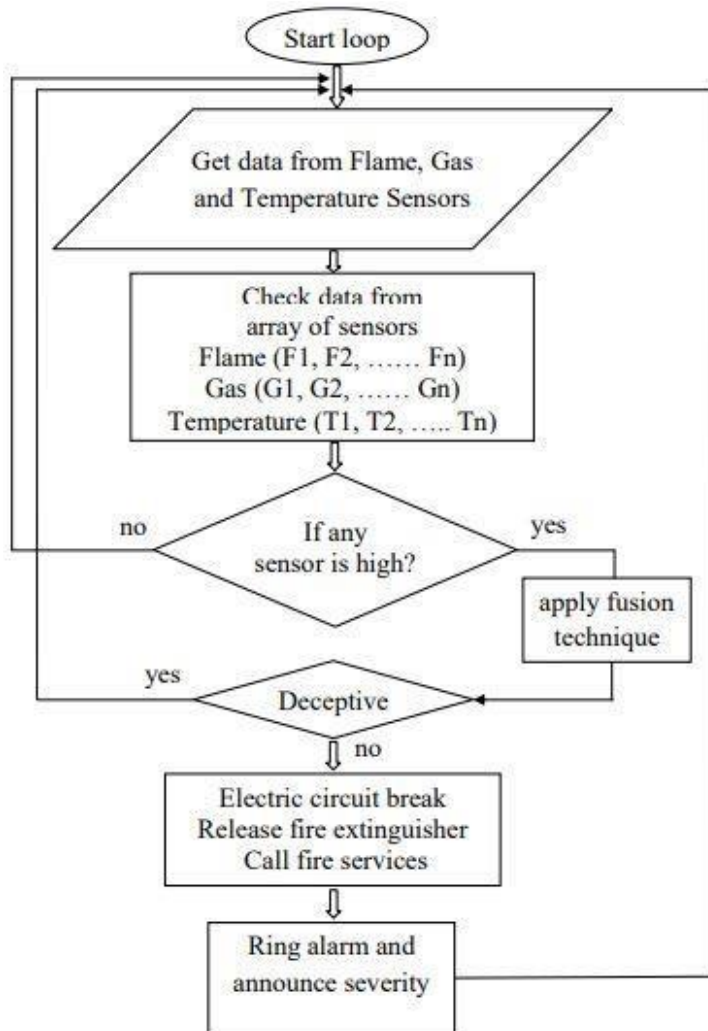 Start loop
Get data from Flame, Gas
and Temperature Sensors
Check data from
array of sensors
Flame (F1, F2, …… Fn)
Gas (G1, G2, …… Gn)
Temperature (T1, T2, ….. Tn)
no
If any
yes
sensor is high?
apply fusion
technique
yes
Deceptive
no
Electric circuit break
Release fire extinguisher
Call fire services
Ring alarm and
announce severity